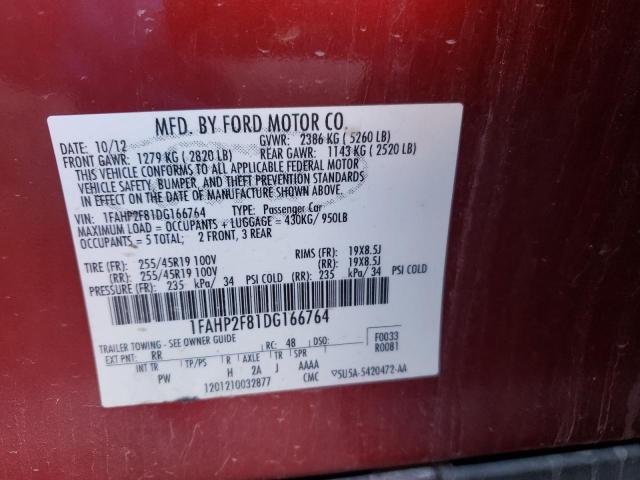 MFD. BY FORD MOTOR CO.
DATE: 10/12 GVWR: 2386 KG ( 5260 LB)
FRONT GAWR: 1279 KG ( 2820 LB) REAR GAWR: 1143 KG ( 2520 LB)
THIS VEHICLE CONFORMS TO ALL APPLICABLE FEDERAL MOTOR
VEHICLE SAFETY, BUMPER, AND THEFT PREVENTION STANDARDS
IN EFFECT ON THE DATE OF MANUFACTURE SHOWN ABOVE.
VIN: 1FAHP2F81DG166764 TYPE: Passenger Car
MAXIMUM LOAD = OCCUPANTS + LUGGAGE = 430KG/ 950LB
OCCUPANTS = 5 TOTAL; 2 FRONT, 3 REAR
TIRE (FR): 255/45R19 100V RIMS (FR): 19X8.5J
(RR): 255/45R19 100V (RR): 19X8.5J
PRESSURE (FR): 235 kPa/ 34 PSI COLD (RR): 235 kPa/ 34 PSI COLD
1FAHP2F81DG166764
TRAILER TOWING - SEE OWNER GUIDE
EXT PNT: RR RC: 48 DSO: F0033
R0081
INT TR TP/PS R AXLE TR SPR
PW H 2A J AAAA
1201210032877 CMC ▽5U5A-5420472-AA